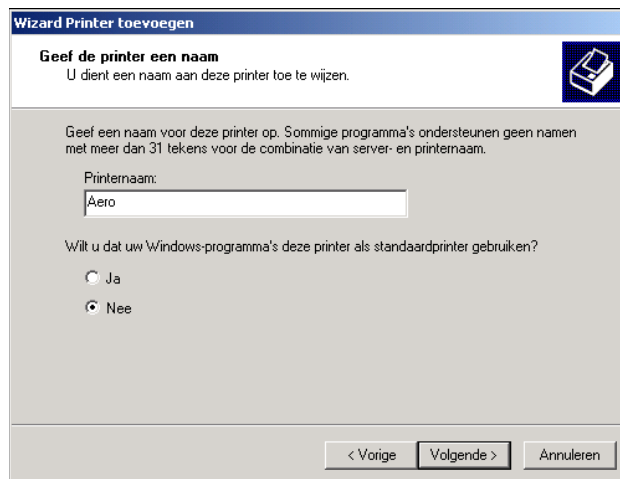 Wizard Printer toevoegen
Geef de printer een naam
U dient een naam aan deze printer toe te wijzen.
Geef een naam voor deze printer op. Sommige programma's ondersteunen geen namen
met meer dan 31 tekens voor de combinatie van server- en printernaam.
Printernaam:
Aero
Wilt u dat uw Windows-programma's deze printer als standaardprinter gebruiken?
Ja
Nee
< Vorige
Volgende >
Annuleren